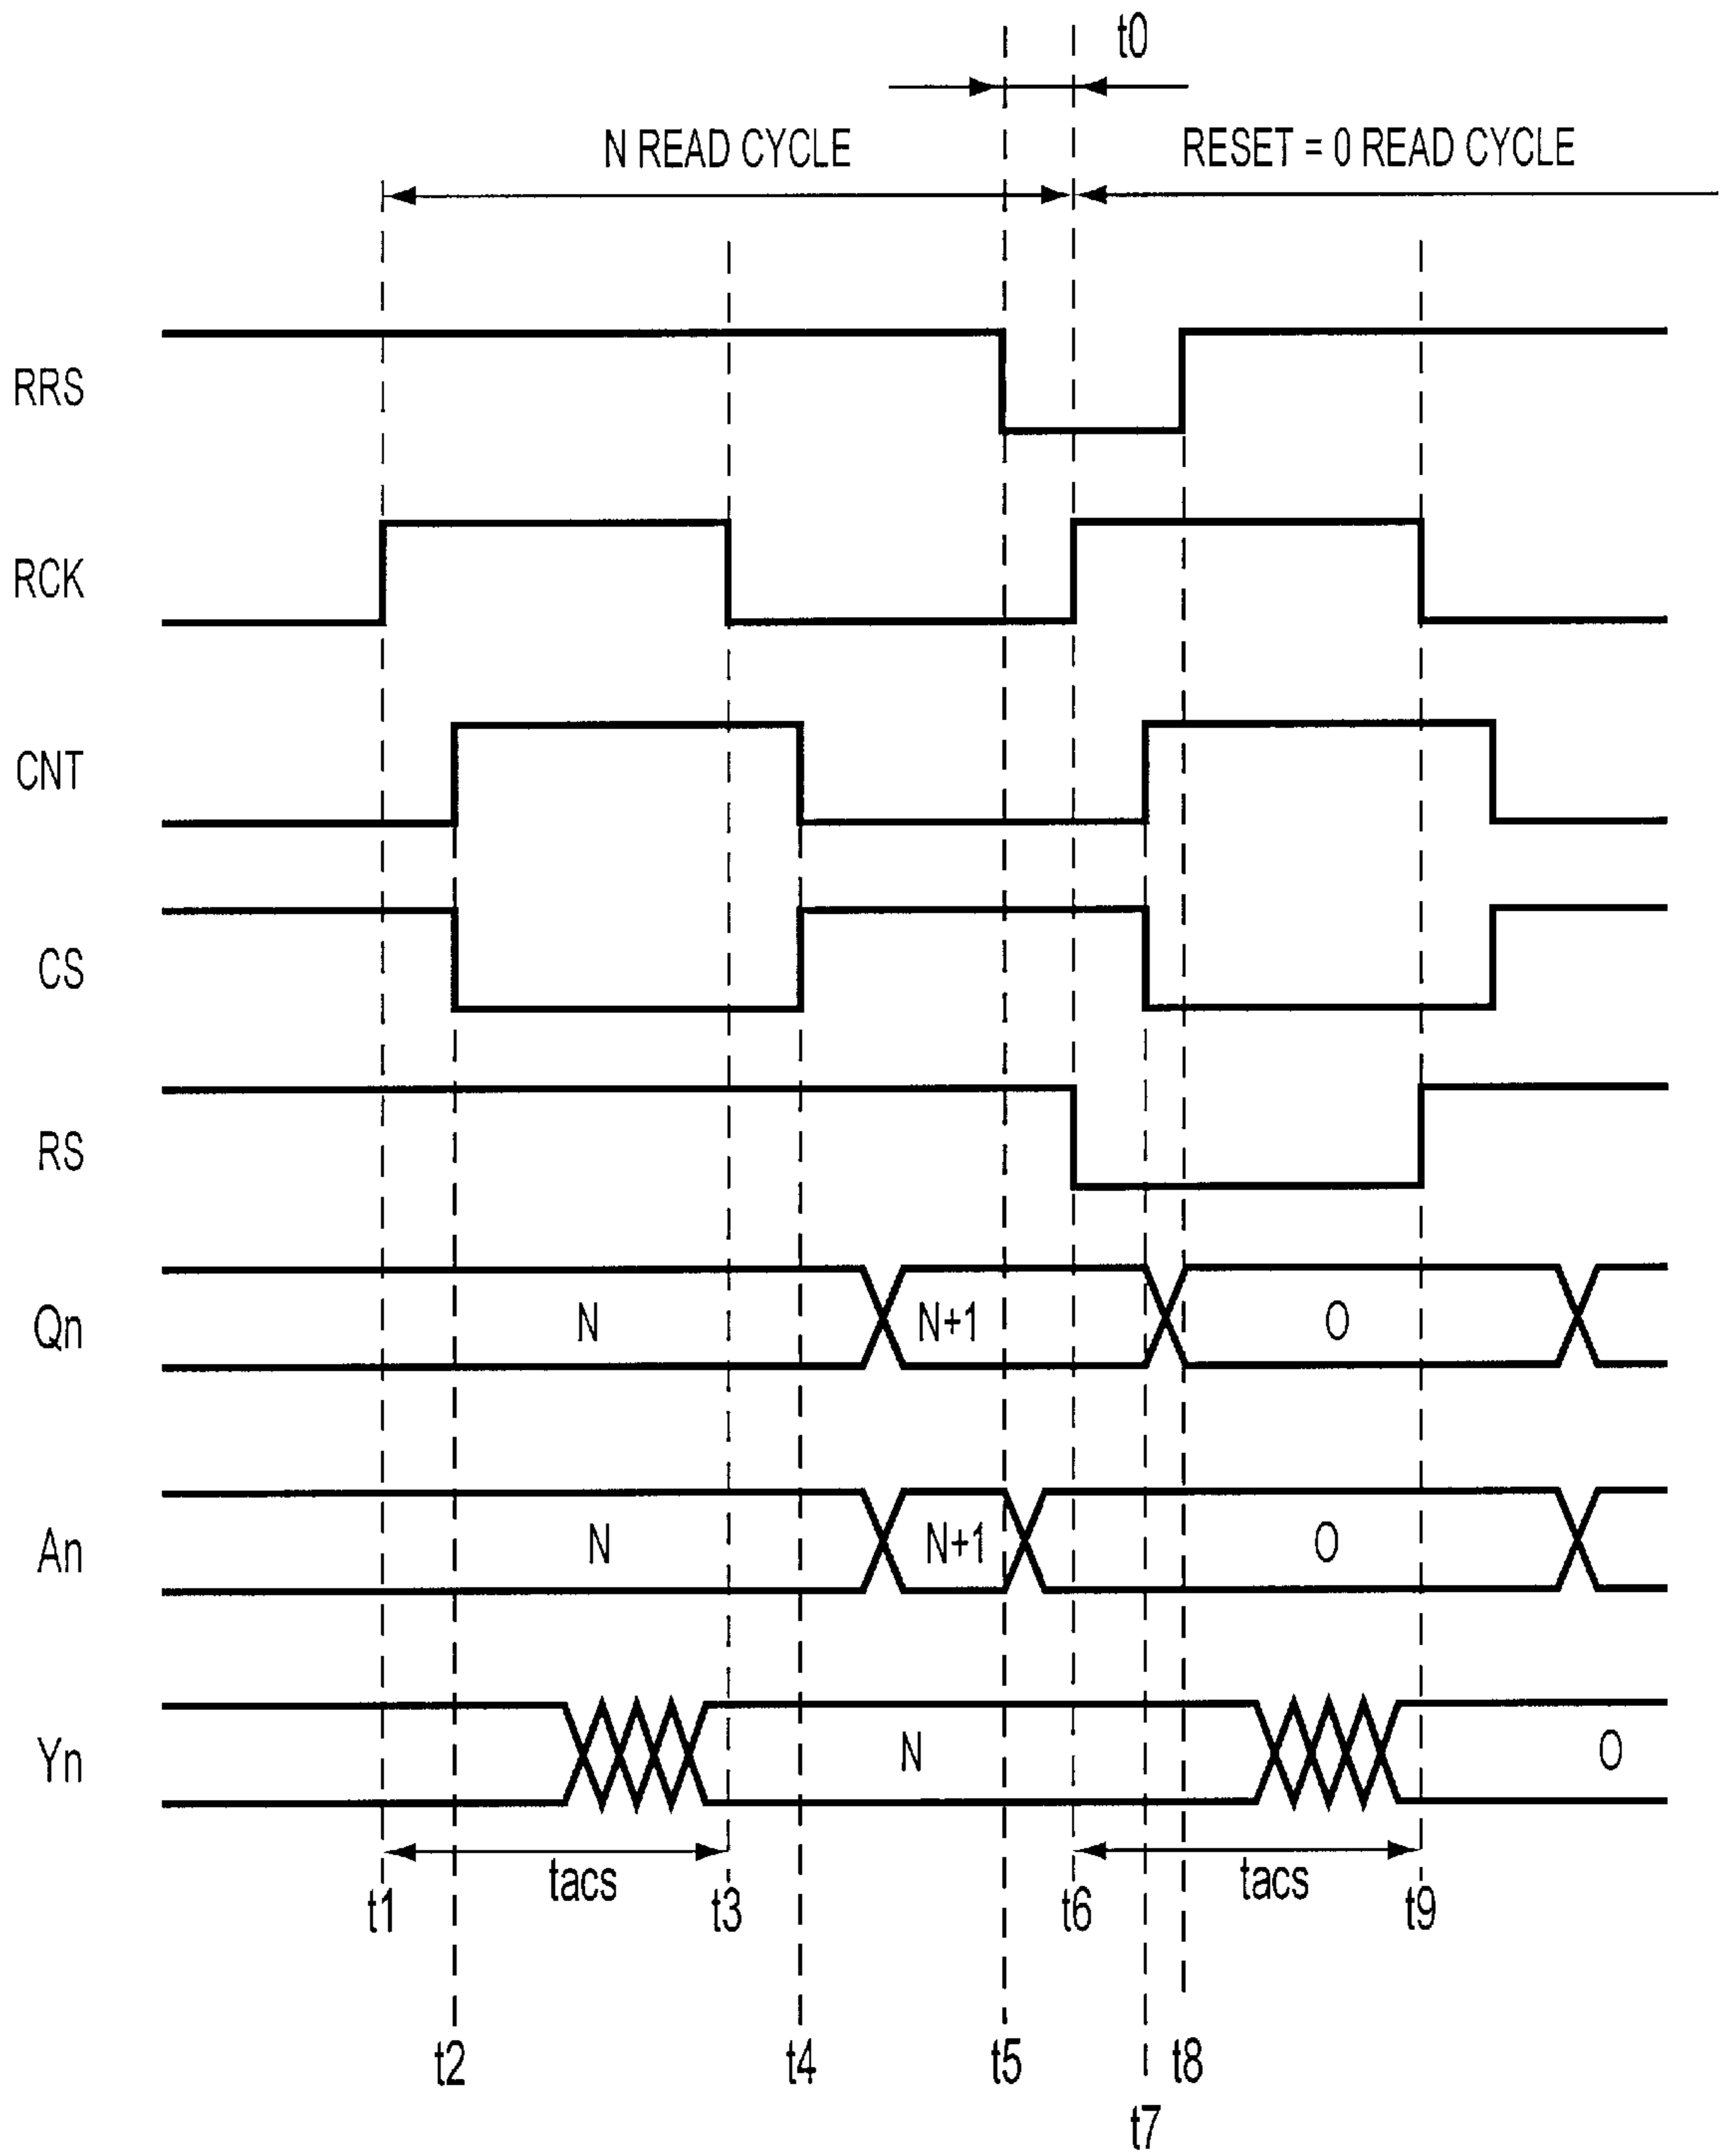 t0
N READ CYCLE
RESET = 0 READ CYCLE
RRS
RCK
CNT
CS
RS
Qn
N
N+1
O
An
N
N+1
O
Yn
N
O
tacs
tacs
t1
t3
t6
t9
t2
t4
t5
t8
t7